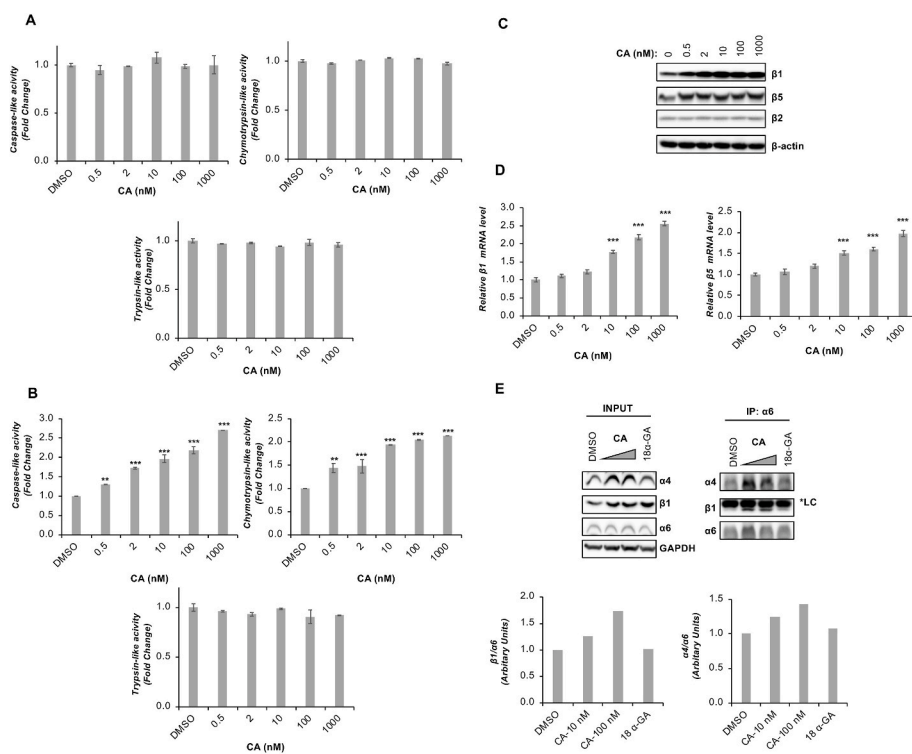 A
Caspase-like acivity
(Fold Change)
1.0
0.5
0.0
DMSO
0.5
2
10
100
1000
CA (nM)
Chymotrypsin-like activity
(Fold Change)
1.0
0.5
0.0
DMSO
0.5
2
10
100
1000
CA (nM)
Trypsin-like activity
(Fold Change)
1.0
0.5
0.0
DMSO
0.5
2
10
100
1000
CA (nM)
B
Caspase-like acivity
(Fold Change)
3.0
2.5
2.0
1.5
1.0
0.5
0.0
** *** *** *** ***
DMSO
0.5
2
10
100
1000
CA (nM)
Chymotrypsin-like acivity
(Fold Change)
2.5
2.0
1.5
1.0
0.5
0.0
** *** *** *** ***
DMSO
0.5
2
10
100
1000
CA (nM)
Trypsin-like acivity
(Fold Change)
1.0
0.5
0.0
DMSO
0.5
2
10
100
1000
CA (nM)
C
CA (nM): 0 0.5 2 10 100 1000
β1
β5
β2
β-actin
D
Relative β1 mRNA level
3.0
2.5
2.0
1.5
1.0
0.5
0.0
*** *** ***
DMSO
0.5
2
10
100
1000
CA (nM)
Relative β5 mRNA level
2.5
2.0
1.5
1.0
0.5
0.0
*** *** ***
DMSO
0.5
2
10
100
1000
CA (nM)
E
INPUT
DMSO CA 18α-GA
α4
β1
α6
GAPDH
IP: α6
DMSO CA 18α-GA
α4
*LC
β1
α6
β1/α6
(Arbitary Units)
2.0
1.5
1.0
0.5
0.0
DMSO
CA-10 nM
CA-100 nM
18 α-GA
α4/α6
(Arbitary Units)
1.5
1.0
0.5
0.0
DMSO
CA-10 nM
CA-100 nM
18 α-GA